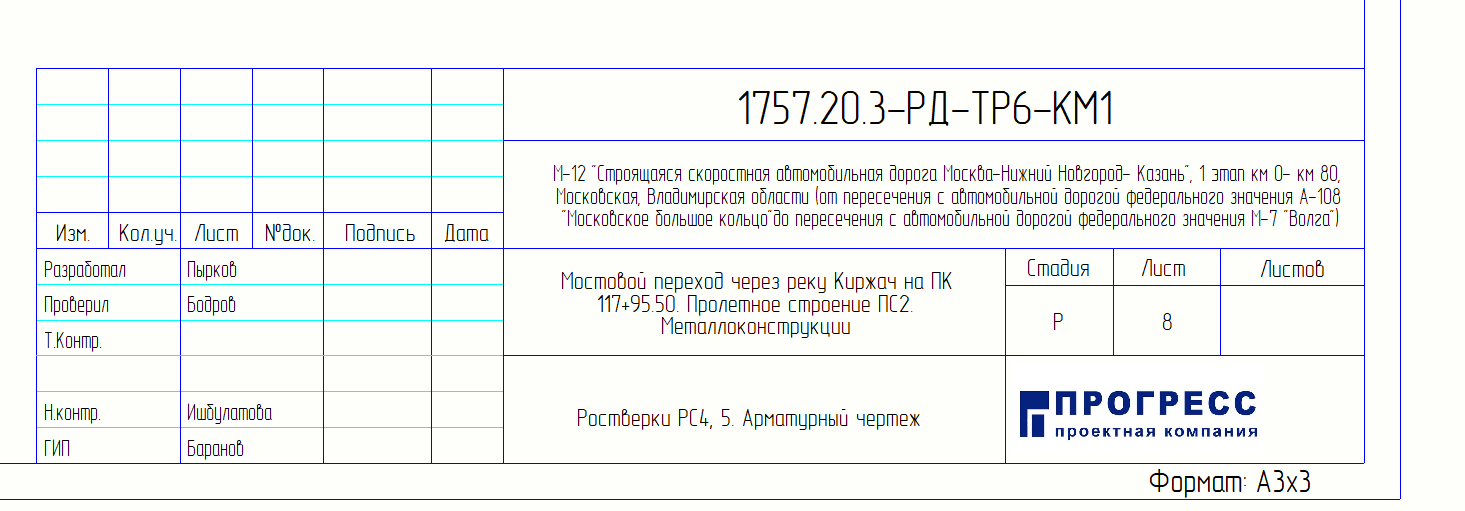 1757.20.3-РД-ТР6-КМ1
М-12 "Строящаяся скоростная автомобильная дорога Москва-Нижний Новгород- Казань", 1 этап км 0- км 80,
Московская, Владимирская области (от пересечения с автомобильной дорогой федерального значения А-108
"Московское большое кольцо"до пересечения с автомобильной дорогой федерального значения М-7 "Волга")
Изм. Кол.уч. Лист №док. Подпись Дата
Разработал Пырков
Проверил Бодров
Т.Контр.
Н.контр. Ишбулатова
ГИП Баранов
Мостовой переход через реку Киржач на ПК
117+95.50. Пролетное строение ПС2.
Металлоконструкции
Стадия Лист Листов
Р 8
Ростверки РС4, 5. Арматурный чертеж
ПРОГРЕСС
проектная компания
Формат: А3х3